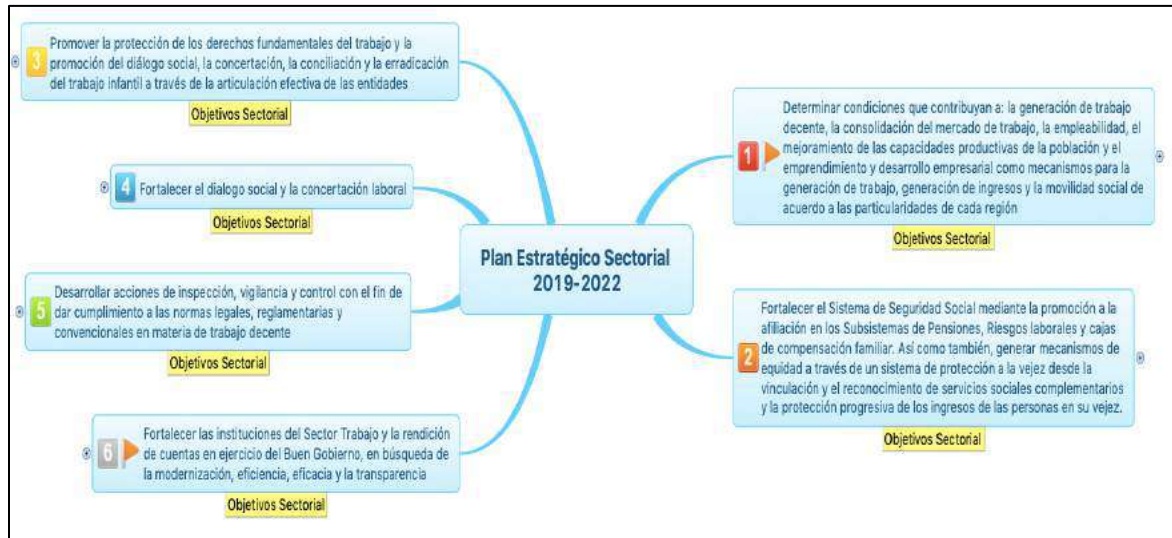 Plan Estratégico Sectorial
2019-2022
1
Determinar condiciones que contribuyan a: la generación de trabajo
decente, la consolidación del mercado de trabajo, la empleabilidad, el
mejoramiento de las capacidades productivas de la población y el
emprendimiento y desarrollo empresarial como mecanismos para la
generación de trabajo, generación de ingresos y la movilidad social de
acuerdo a las particularidades de cada región
Objetivos Sectorial
2
Fortalecer el Sistema de Seguridad Social mediante la promoción a la
afiliación en los Subsistemas de Pensiones, Riesgos laborales y cajas
de compensación familiar. Así como también, generar mecanismos de
equidad a través de un sistema de protección a la vejez desde la
vinculación y el reconocimiento de servicios sociales complementarios
y la protección progresiva de los ingresos de las personas en su vejez.
Objetivos Sectorial
3
Promover la protección de los derechos fundamentales del trabajo y la
promoción del diálogo social, la concertación, la conciliación y la erradicación
del trabajo infantil a través de la articulación efectiva de las entidades
Objetivos Sectorial
4
Fortalecer el dialogo social y la concertación laboral
Objetivos Sectorial
5
Desarrollar acciones de inspección, vigilancia y control con el fin de
dar cumplimiento a las normas legales, reglamentarias y
convencionales en materia de trabajo decente
Objetivos Sectorial
6
Fortalecer las instituciones del Sector Trabajo y la rendición
de cuentas en ejercicio del Buen Gobierno, en búsqueda de
la modernización, eficiencia, eficacia y la transparencia
Objetivos Sectorial